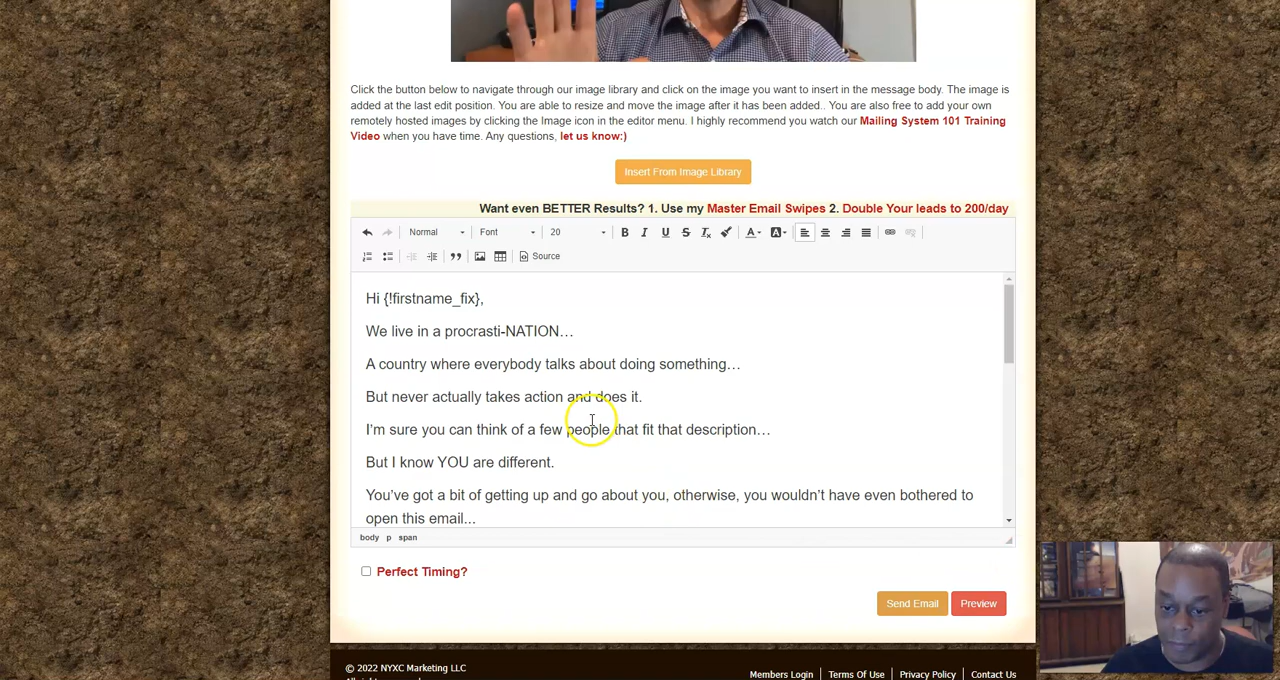 Click the button below to navigate through our image library and click on the image you want to insert in the message body. The image is
added at the last edit position. You are able to resize and move the image after it has been added.. You are also free to add your own
remotely hosted images by clicking the Image icon in the editor menu. I highly recommend you watch our Mailing System 101 Training
Video when you have time. Any questions, let us know:)
Insert From Image Library
Want even BETTER Results? 1. Use my Master Email Swipes 2. Double Your leads to 200/day
Normal Font 20
Source
Hi {!firstname_fix},
We live in a procrasti-NATION…
A country where everybody talks about doing something…
But never actually takes action and does it.
I’m sure you can think of a few people that fit that description…
But I know YOU are different.
You’ve got a bit of getting up and go about you, otherwise, you wouldn’t have even bothered to
open this email...
body p span
Perfect Timing?
Send Email Preview
© 2022 NYXC Marketing LLC
Members Login Terms Of Use Privacy Policy Contact Us